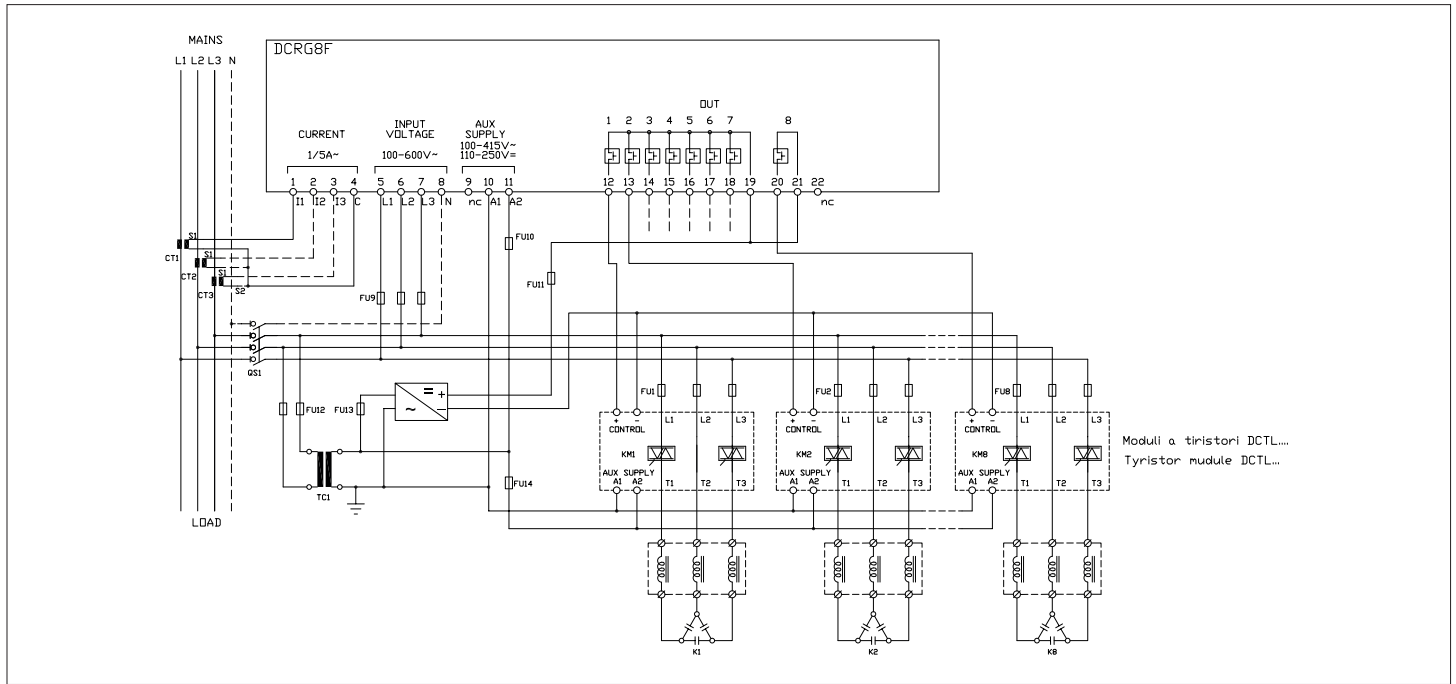 MAINS
L1 L2 L3 N
DCRG8F
OUT
1 2 3 4 5 6 7 8
CURRENT
1/5A~
INPUT
VOLTAGE
100-600V~
AUX
SUPPLY
100-415V~
110-250V=
1 2 3 4 5 6 7 8 9 10 11 12 13 14 15 16 17 18 19 20 21 22
I1 I2 I3 C L1 L2 L3 N nc A1 A2 nc
S1
CT1
S1
CT2
S1
CT3
S2
FU10
FU11
FU9
QS1
FU12
FU13
= +
~ −
TC1
FU14
LOAD
FU1
FU2
FU8
+ − L1 L2 L3
CONTROL
KM1
AUX SUPPLY
A1 A2 T1 T2 T3
+ − L1 L2 L3
CONTROL
KM2
AUX SUPPLY
A1 A2 T1 T2 T3
+ − L1 L2 L3
CONTROL
KM8
AUX SUPPLY
A1 A2 T1 T2 T3
Moduli a tiristori DCTL....
Tyristor mudule DCTL...
K1
K2
K8